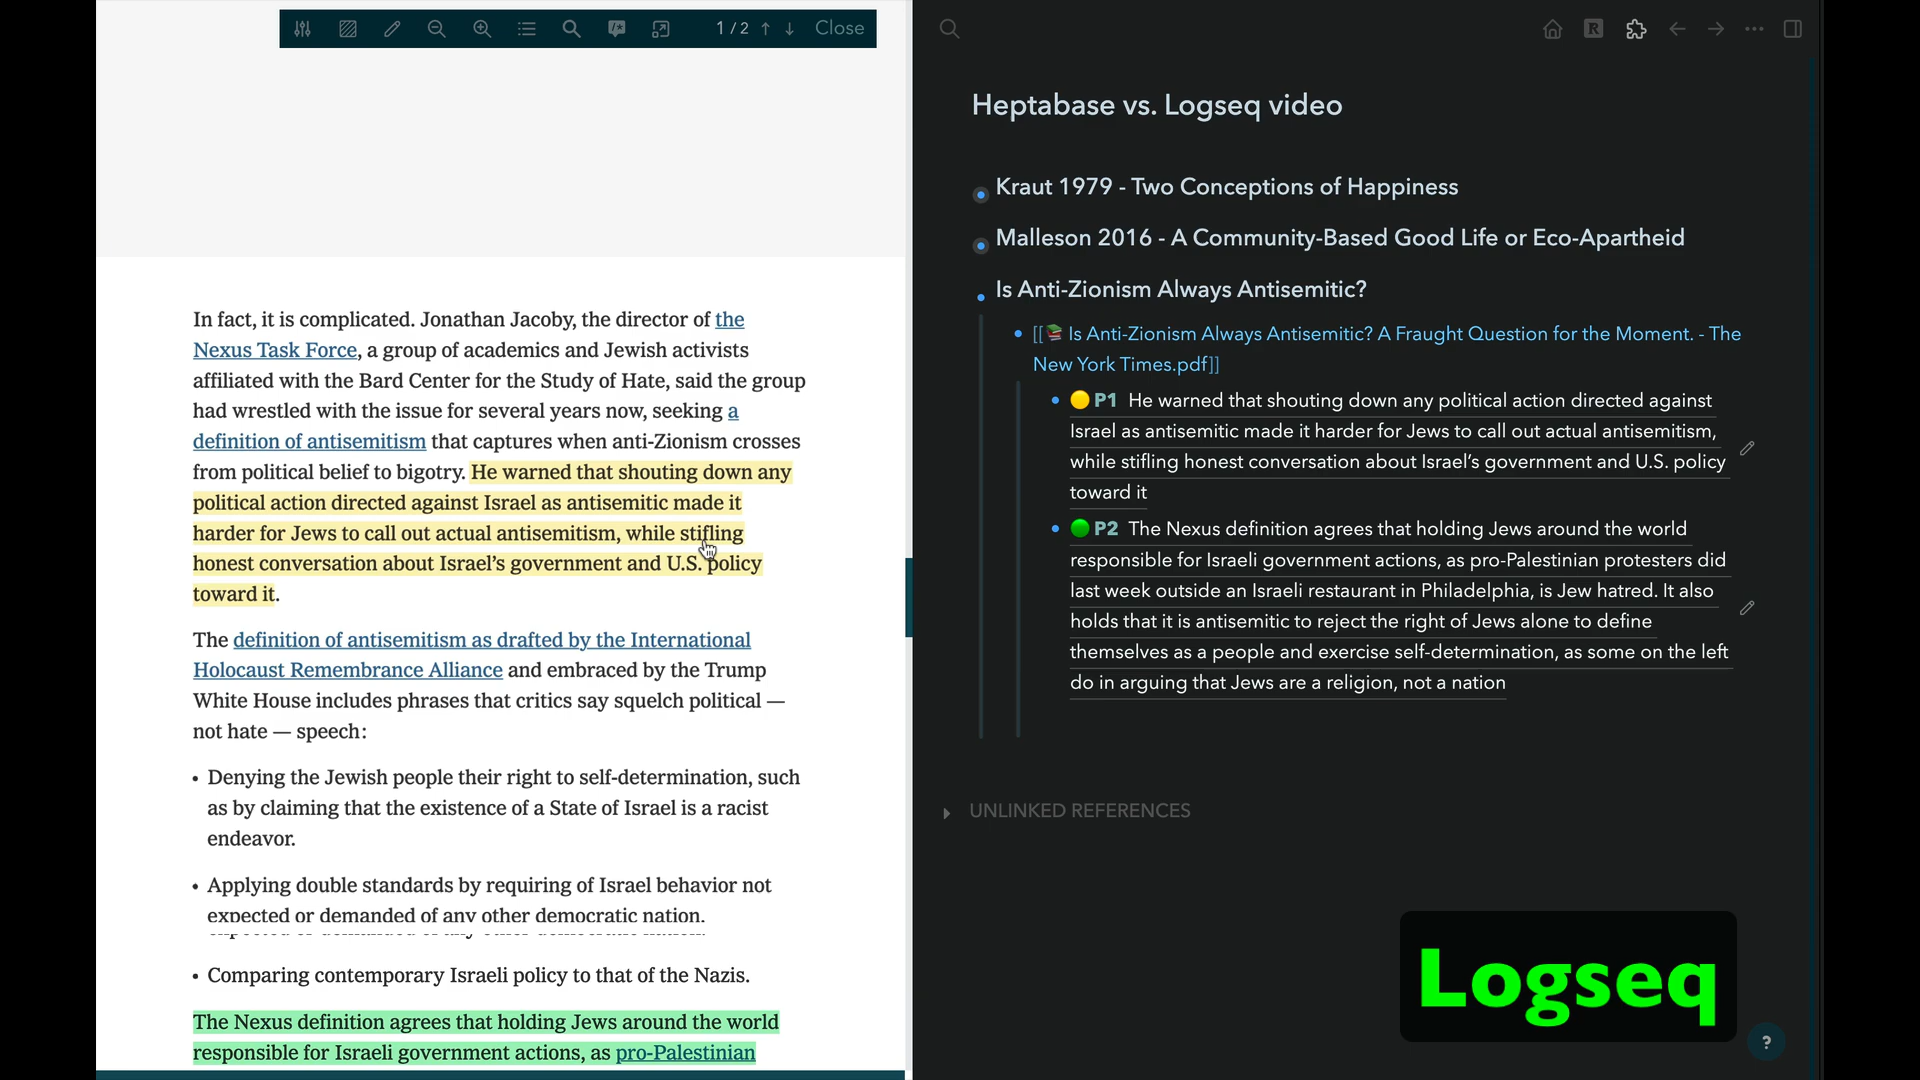 1 / 2 ↑ ↓ Close
In fact, it is complicated. Jonathan Jacoby, the director of the
Nexus Task Force, a group of academics and Jewish activists
affiliated with the Bard Center for the Study of Hate, said the group
had wrestled with the issue for several years now, seeking a
definition of antisemitism that captures when anti-Zionism crosses
from political belief to bigotry. He warned that shouting down any
political action directed against Israel as antisemitic made it
harder for Jews to call out actual antisemitism, while stifling
honest conversation about Israel’s government and U.S. policy
toward it.
The definition of antisemitism as drafted by the International
Holocaust Remembrance Alliance and embraced by the Trump
White House includes phrases that critics say squelch political —
not hate — speech:
• Denying the Jewish people their right to self-determination, such
as by claiming that the existence of a State of Israel is a racist
endeavor.
• Applying double standards by requiring of Israel behavior not
expected or demanded of any other democratic nation.
• Comparing contemporary Israeli policy to that of the Nazis.
The Nexus definition agrees that holding Jews around the world
responsible for Israeli government actions, as pro-Palestinian
R
Heptabase vs. Logseq video
Kraut 1979 - Two Conceptions of Happiness
Malleson 2016 - A Community-Based Good Life or Eco-Apartheid
Is Anti-Zionism Always Antisemitic?
[[📚 Is Anti-Zionism Always Antisemitic? A Fraught Question for the Moment. - The
New York Times.pdf]]
P1 He warned that shouting down any political action directed against
Israel as antisemitic made it harder for Jews to call out actual antisemitism,
while stifling honest conversation about Israel’s government and U.S. policy
toward it
P2 The Nexus definition agrees that holding Jews around the world
responsible for Israeli government actions, as pro-Palestinian protesters did
last week outside an Israeli restaurant in Philadelphia, is Jew hatred. It also
holds that it is antisemitic to reject the right of Jews alone to define
themselves as a people and exercise self-determination, as some on the left
do in arguing that Jews are a religion, not a nation
UNLINKED REFERENCES
Logseq
?